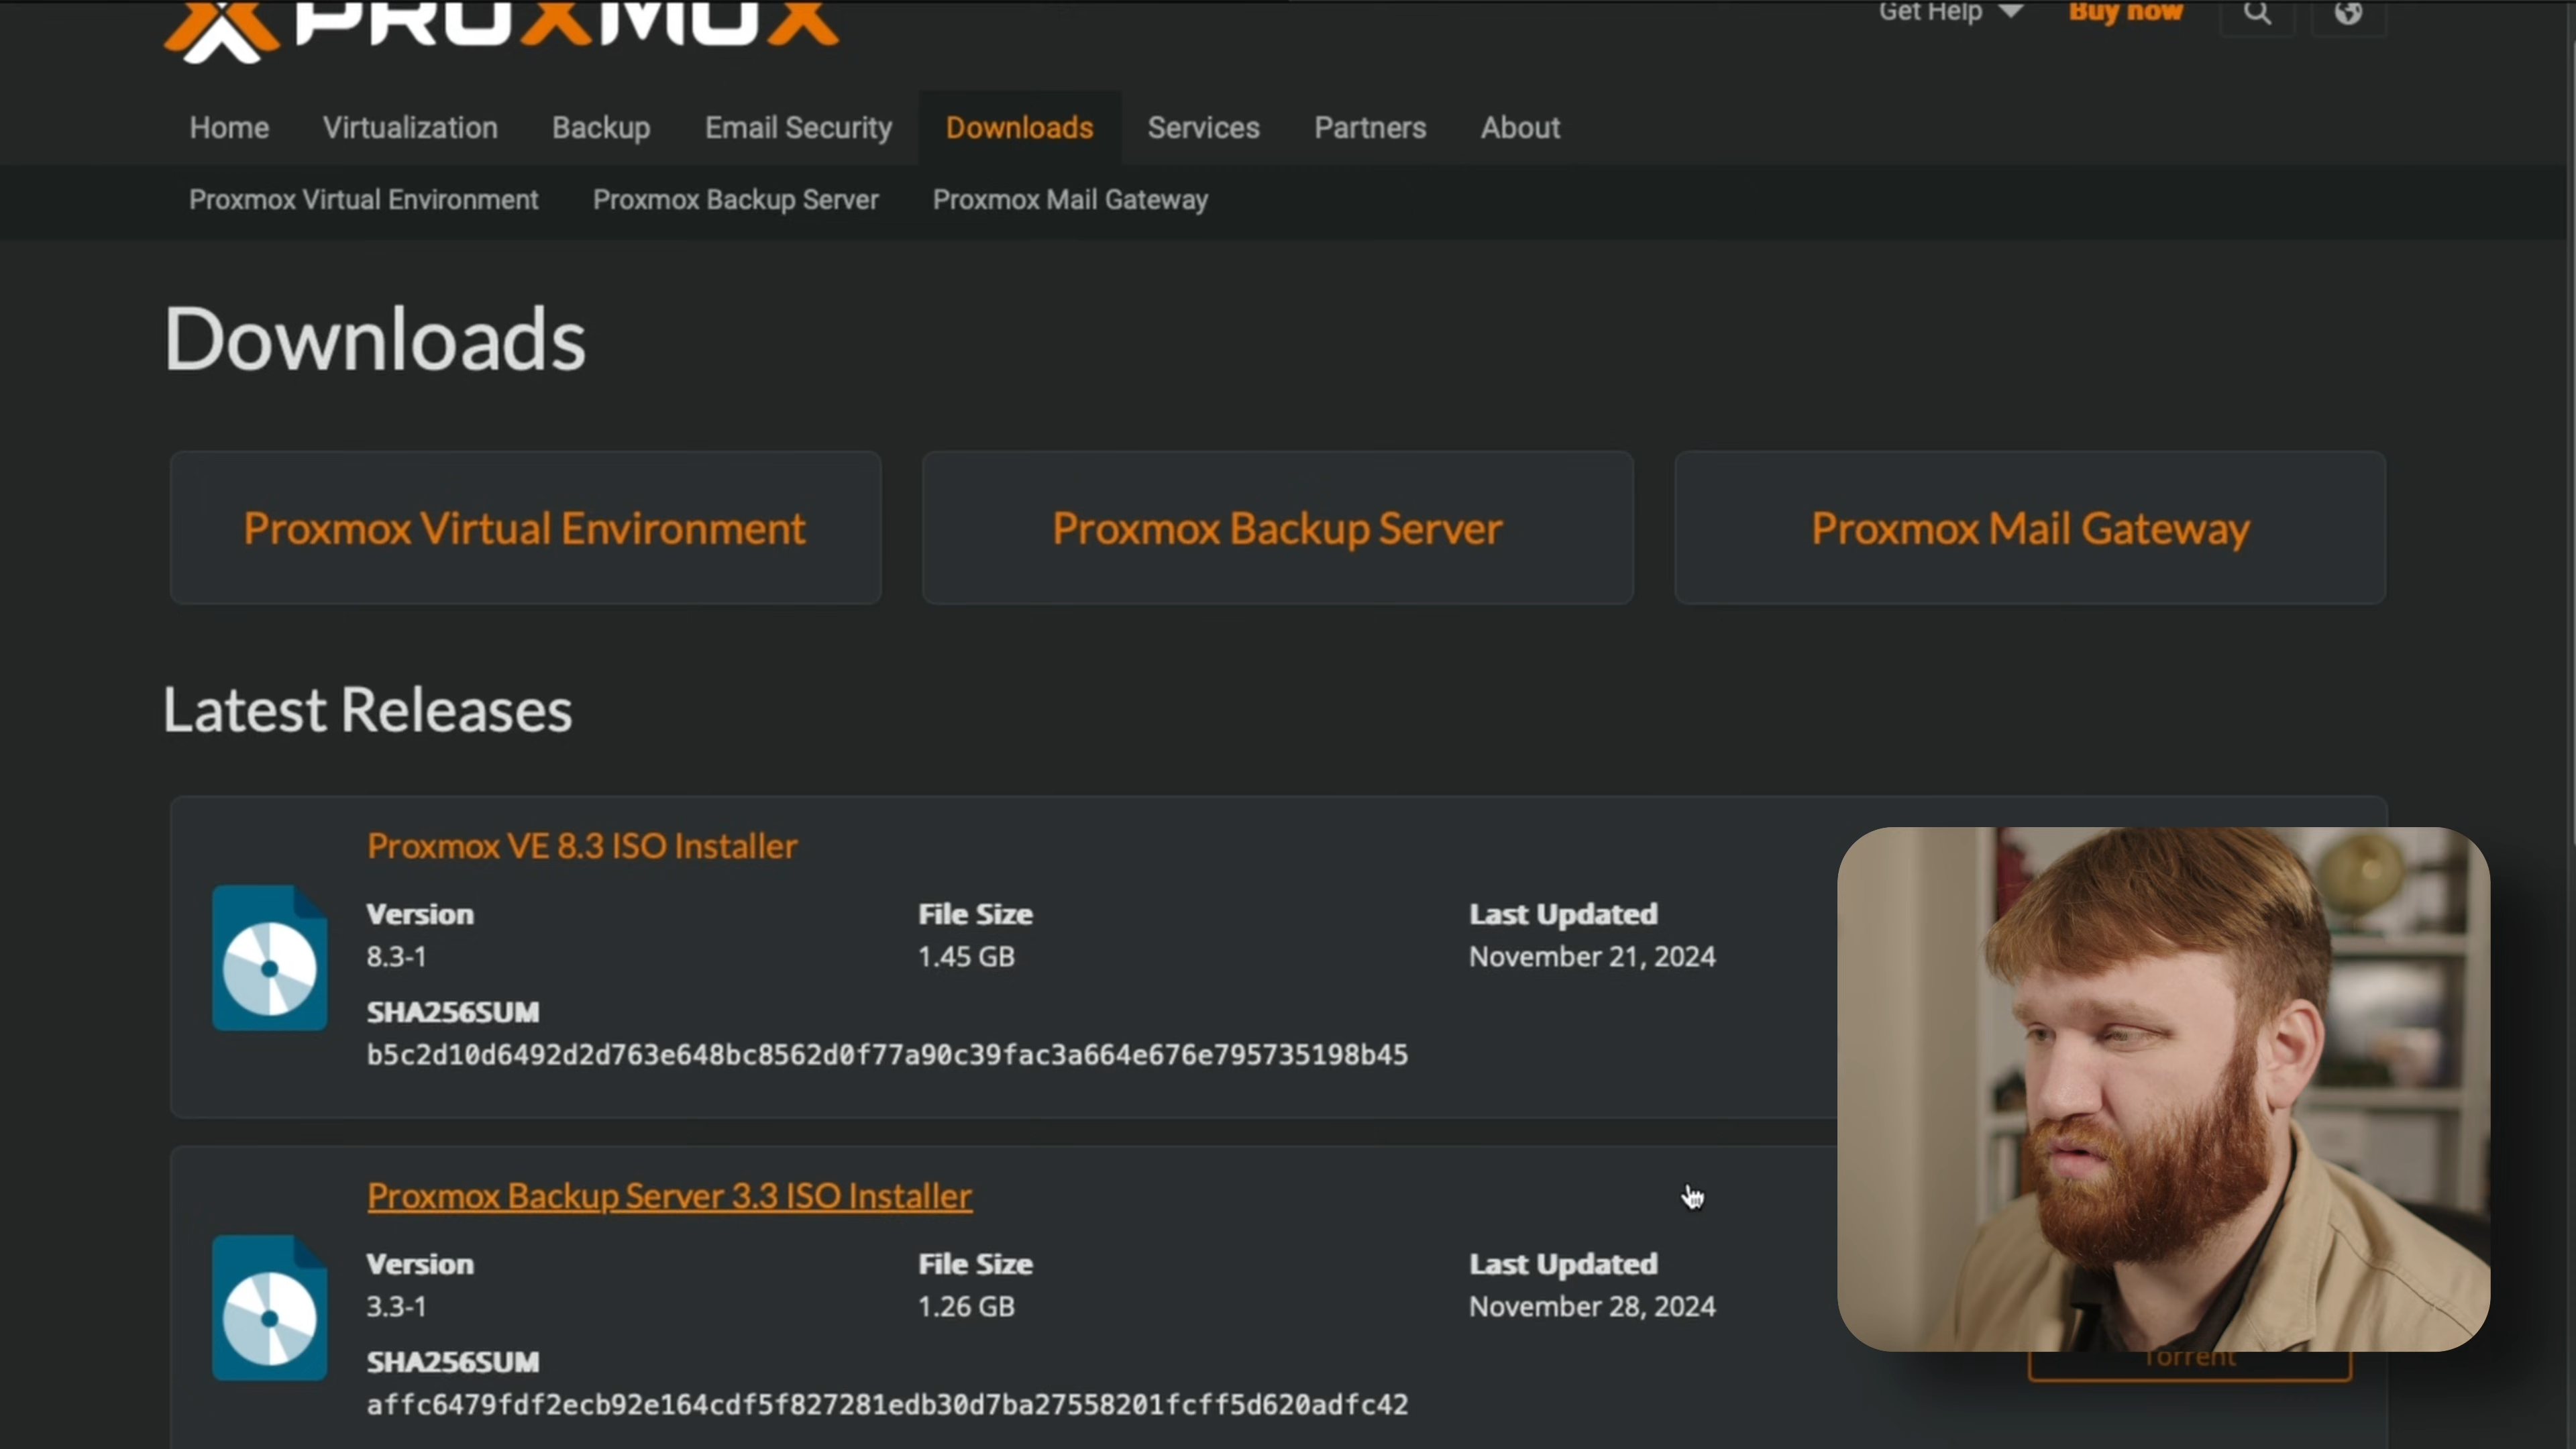 PROXMOX
Get Help
Buy now
Home Virtualization Backup Email Security Downloads Services Partners About
Proxmox Virtual Environment Proxmox Backup Server Proxmox Mail Gateway
Downloads
Proxmox Virtual Environment Proxmox Backup Server Proxmox Mail Gateway
Latest Releases
Proxmox VE 8.3 ISO Installer
Version File Size Last Updated
8.3-1 1.45 GB November 21, 2024
SHA256SUM
b5c2d10d6492d2d763e648bc8562d0f77a90c39fac3a664e676e795735198b45
Proxmox Backup Server 3.3 ISO Installer
Version File Size Last Updated
3.3-1 1.26 GB November 28, 2024
Torrent
SHA256SUM
affc6479fdf2ecb92e164cdf5f827281edb30d7ba27558201fcff5d620adfc42